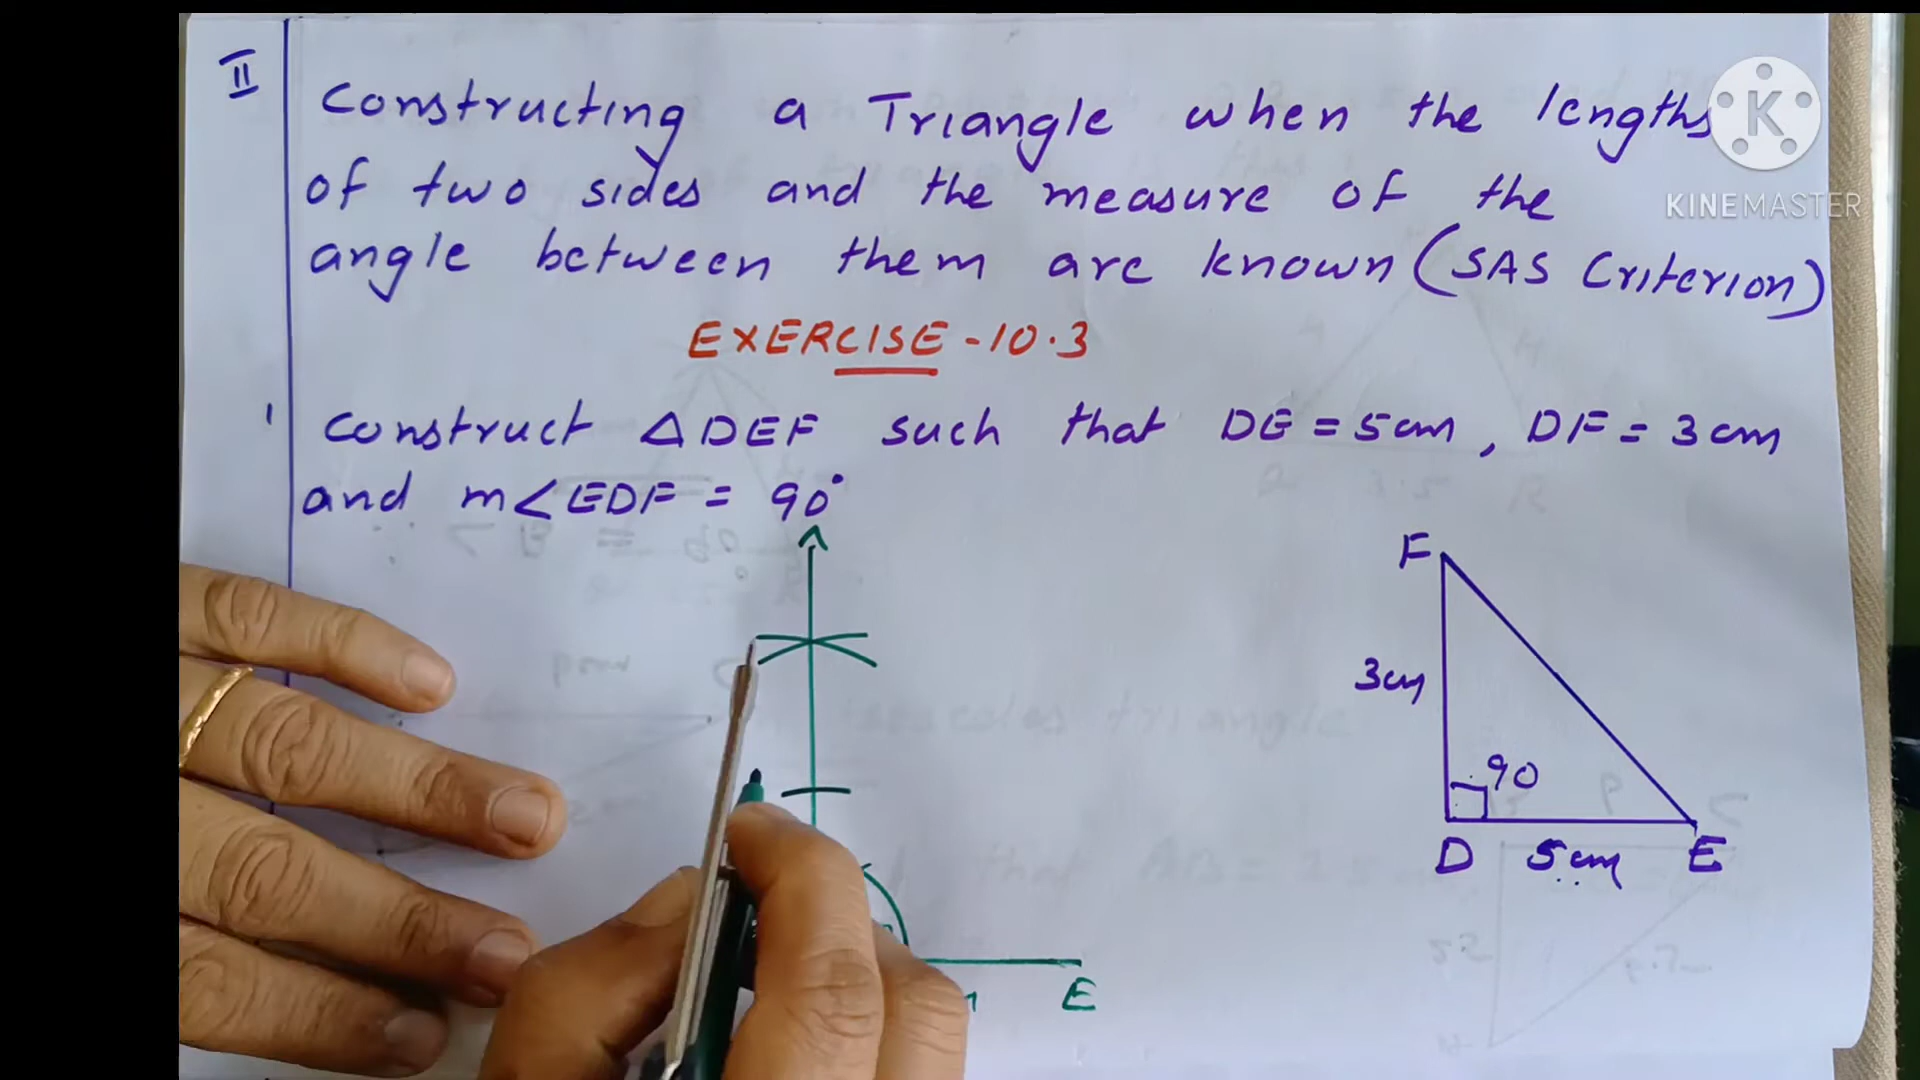 II
Constructing a Triangle when the lengths
of two sides and the measure of the
angle between them are known (SAS Criterion)
EXERCISE - 10.3
1 Construct △DEF such that DE = 5cm, DF = 3cm
and m∠EDF = 90°
F
3cm
90
D 5cm E
E
K
KINEMASTER